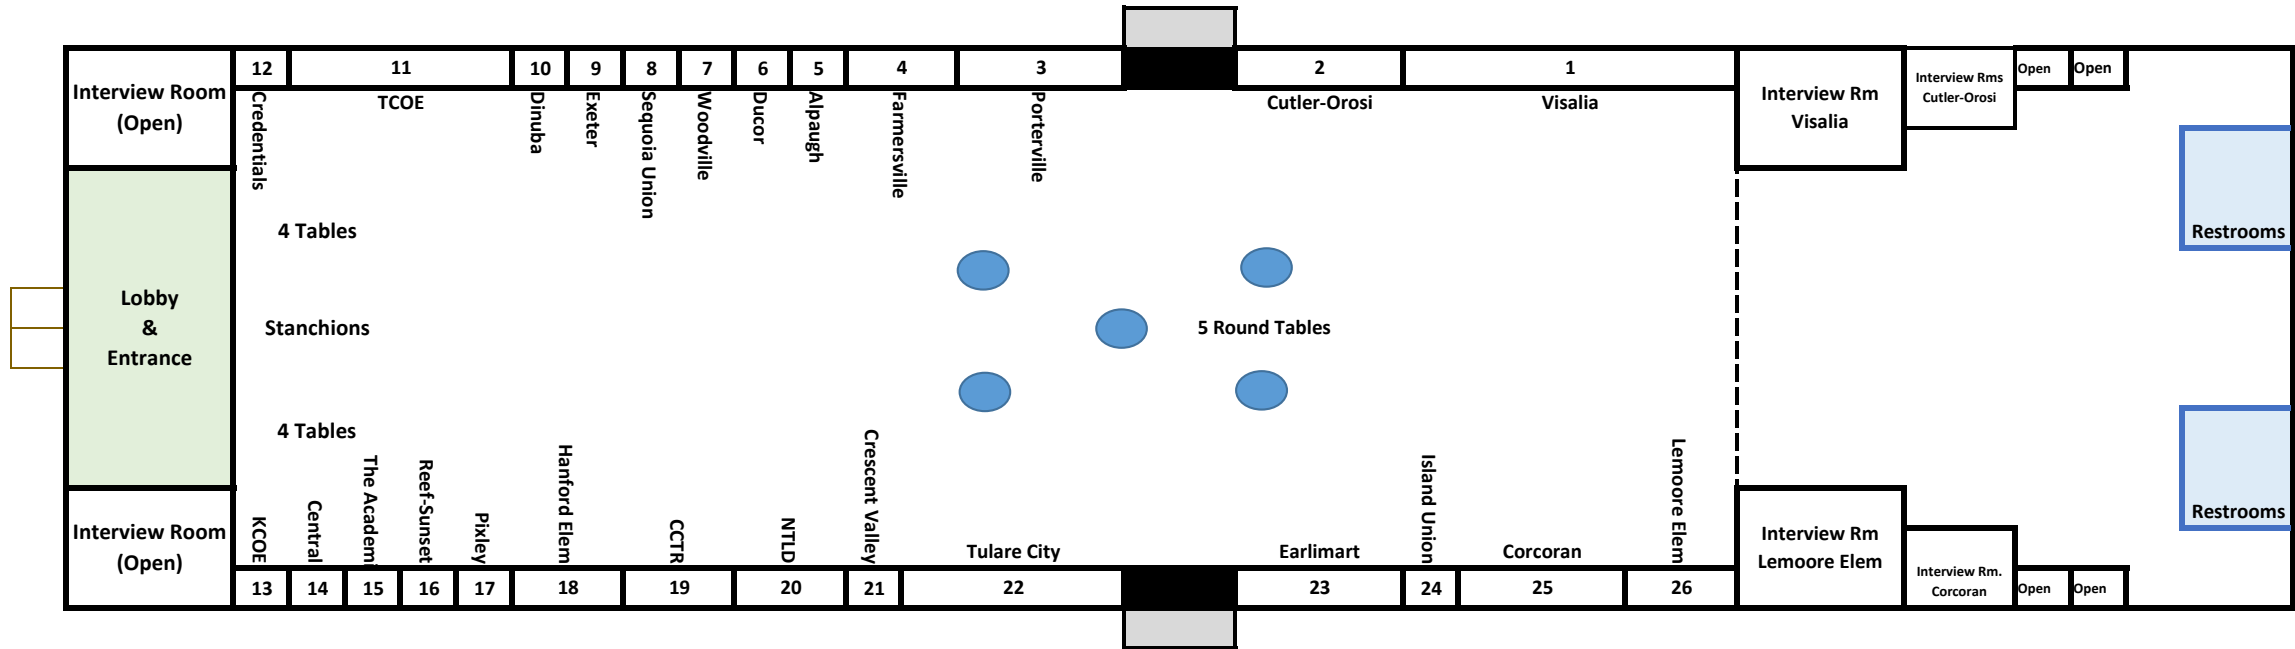 12
11
10
9
8
7
6
5
4
3
2
1
Interview Room
(Open)
Credentials
TCOE
Dinuba
Exeter
Sequoia Union
Woodville
Ducor
Alpaugh
Farmersville
Porterville
Cutler-Orosi
Visalia
Interview Rm
Visalia
Interview Rms
Cutler-Orosi
Open
Open
4 Tables
Restrooms
Lobby
&
Entrance
Stanchions
5 Round Tables
4 Tables
KCOE
Central
The Academi
Reef-Sunset
Pixley
Hanford Elem
CCTR
NTLD
Crescent Valley
Tulare City
Earlimart
Island Union
Corcoran
Lemoore Elem
Interview Room
(Open)
Interview Rm
Lemoore Elem
Interview Rm.
Corcoran
Open
Open
Restrooms
13
14
15
16
17
18
19
20
21
22
23
24
25
26